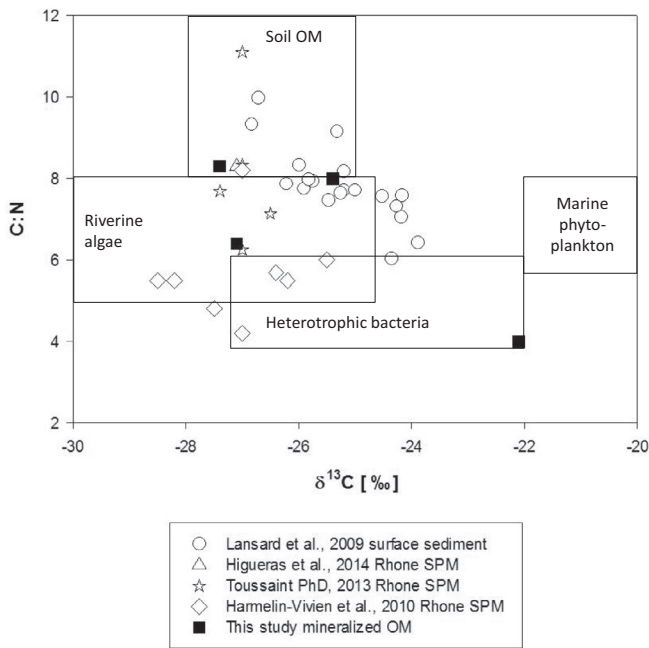 12
10
8
6
4
2
C:N
Soil OM
Riverine
algae
Marine
phyto-
plankton
Heterotrophic bacteria
-30
-28
-26
-24
-22
-20
δ¹³C [ ‰ ]
Lansard et al., 2009 surface sediment
Higueras et al., 2014 Rhone SPM
Toussaint PhD, 2013 Rhone SPM
Harmelin-Vivien et al., 2010 Rhone SPM
This study mineralized OM